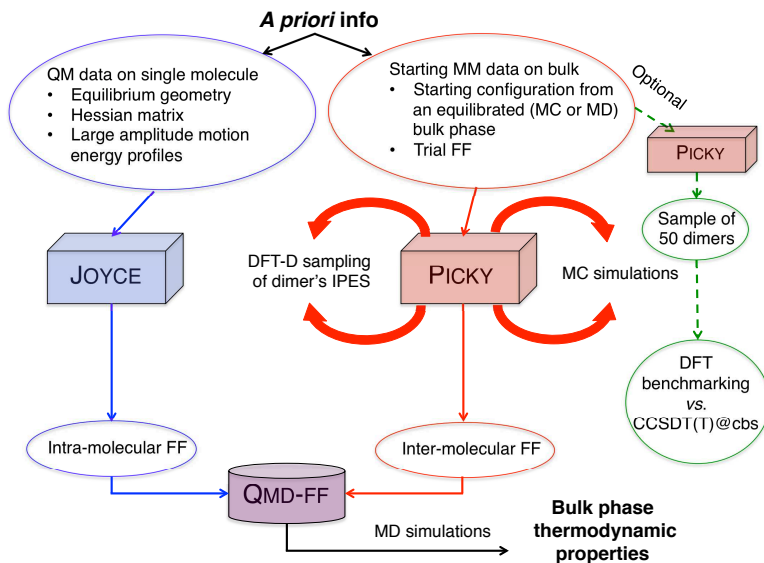 A priori info
QM data on single molecule
• Equilibrium geometry
• Hessian matrix
• Large amplitude motion
energy profiles
Starting MM data on bulk
• Starting configuration from
an equilibrated (MC or MD)
bulk phase
• Trial FF
Optional
PICKY
Sample of
50 dimers
DFT
benchmarking
vs.
CCSDT(T)@cbs
JOYCE
DFT-D sampling
of dimer's IPES
PICKY
MC simulations
Intra-molecular FF
Inter-molecular FF
QMD-FF
MD simulations
Bulk phase
thermodynamic
properties